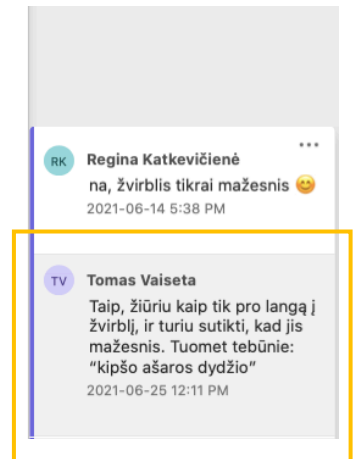 RK
Regina Katkevičienė
na, žvirblis tikrai mažesnis 😊
2021-06-14 5:38 PM
TV
Tomas Vaiseta
Taip, žiūriu kaip tik pro langą į
žvirblį, ir turiu sutikti, kad jis
mažesnis. Tuomet tebūnie:
“kipšo ašaros dydžio”
2021-06-25 12:11 PM